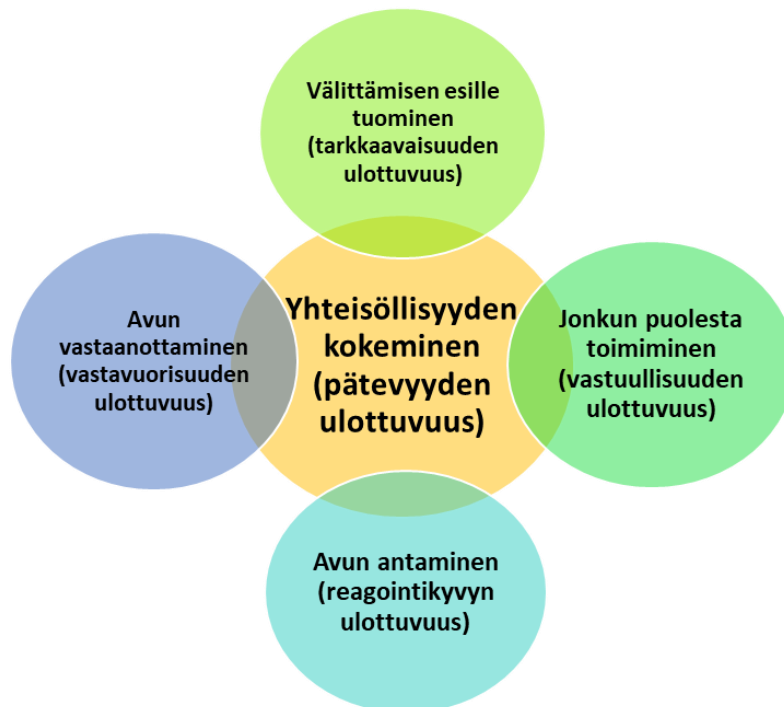 Välittämisen esille
tuominen
(tarkkaavaisuuden
ulottuvuus)
Avun
vastaanottaminen
(vastavuorisuuden
ulottuvuus)
Yhteisöllisyyden
kokeminen
(pätevyyden
ulottuvuus)
Jonkun puolesta
toimiminen
(vastuullisuuden
ulottuvuus)
Avun antaminen
(reagointikyvyn
ulottuvuus)